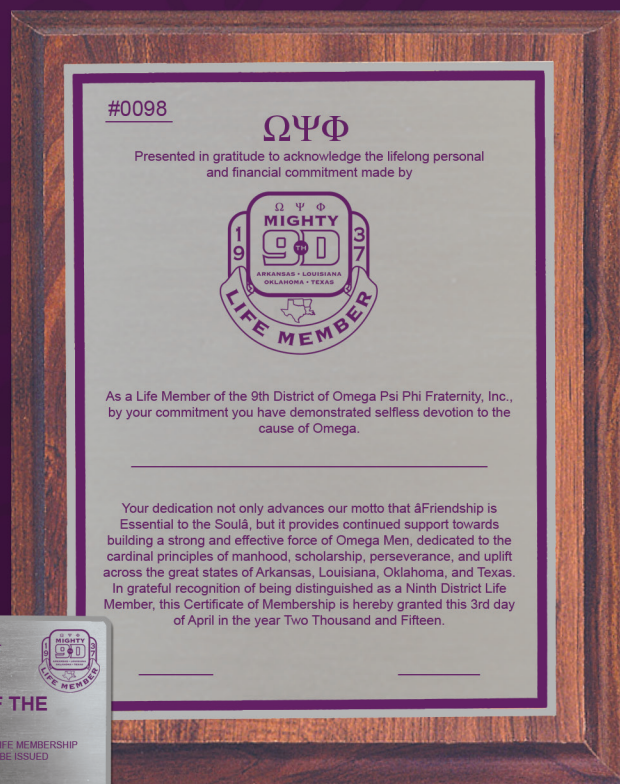 #0098
ΩΨΦ
Presented in gratitude to acknowledge the lifelong personal
and financial commitment made by
Ω Ψ Φ
MIGHTY
19 9TH D 37
ARKANSAS • LOUISIANA
OKLAHOMA • TEXAS
LIFE MEMBER
As a Life Member of the 9th District of Omega Psi Phi Fraternity, Inc.,
by your commitment you have demonstrated selfless devotion to the
cause of Omega.
Your dedication not only advances our motto that âFriendship is
Essential to the Soulâ, but it provides continued support towards
building a strong and effective force of Omega Men, dedicated to the
cardinal principles of manhood, scholarship, perseverance, and uplift
across the great states of Arkansas, Louisiana, Oklahoma, and Texas.
In grateful recognition of being distinguished as a Ninth District Life
Member, this Certificate of Membership is hereby granted this 3rd day
of April in the year Two Thousand and Fifteen.
Ω Ψ Φ
MIGHTY
19 9TH D 37
LIFE MEMBER
THE
MEMBERSHIP
BE ISSUED